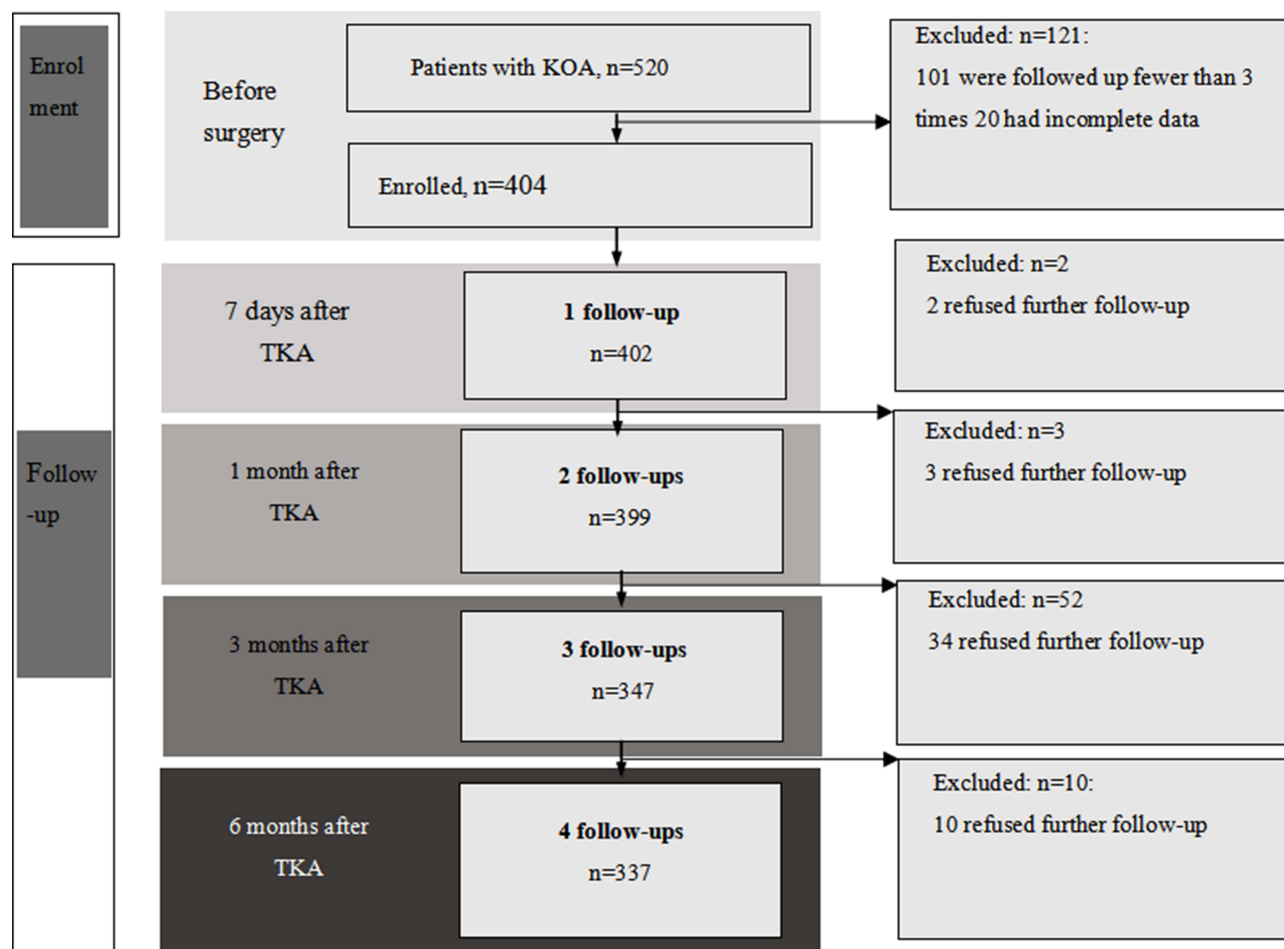 Enrol
ment
Before
surgery
Patients with KOA, n=520
Enrolled, n=404
Excluded: n=121:
101 were followed up fewer than 3
times 20 had incomplete data
Follow
-up
7 days after
TKA
1 follow-up
n=402
Excluded: n=2
2 refused further follow-up
1 month after
TKA
2 follow-ups
n=399
Excluded: n=3
3 refused further follow-up
3 months after
TKA
3 follow-ups
n=347
Excluded: n=52
34 refused further follow-up
6 months after
TKA
4 follow-ups
n=337
Excluded: n=10:
10 refused further follow-up